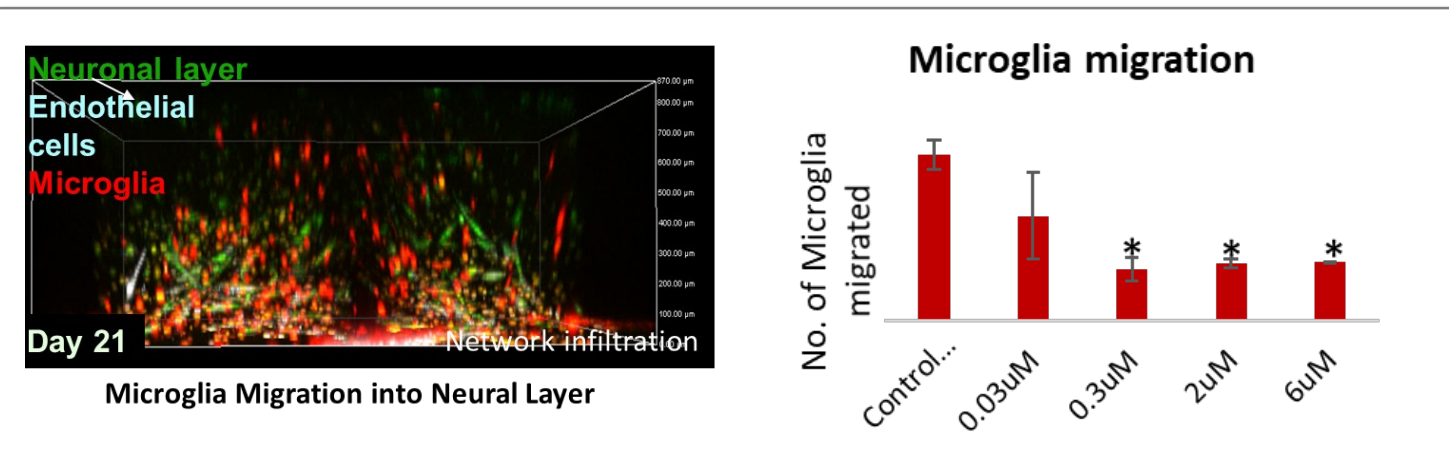 Neuronal layer
Endothelial
cells
Microglia
870.00 µm
800.00 µm
700.00 µm
600.00 µm
500.00 µm
400.00 µm
300.00 µm
200.00 µm
100.00 µm
Day 21
Network infiltration
Microglia Migration into Neural Layer
Microglia migration
No. of Microglia
migrated
* * *
Control...
0.03uM
0.3uM
2uM
6uM